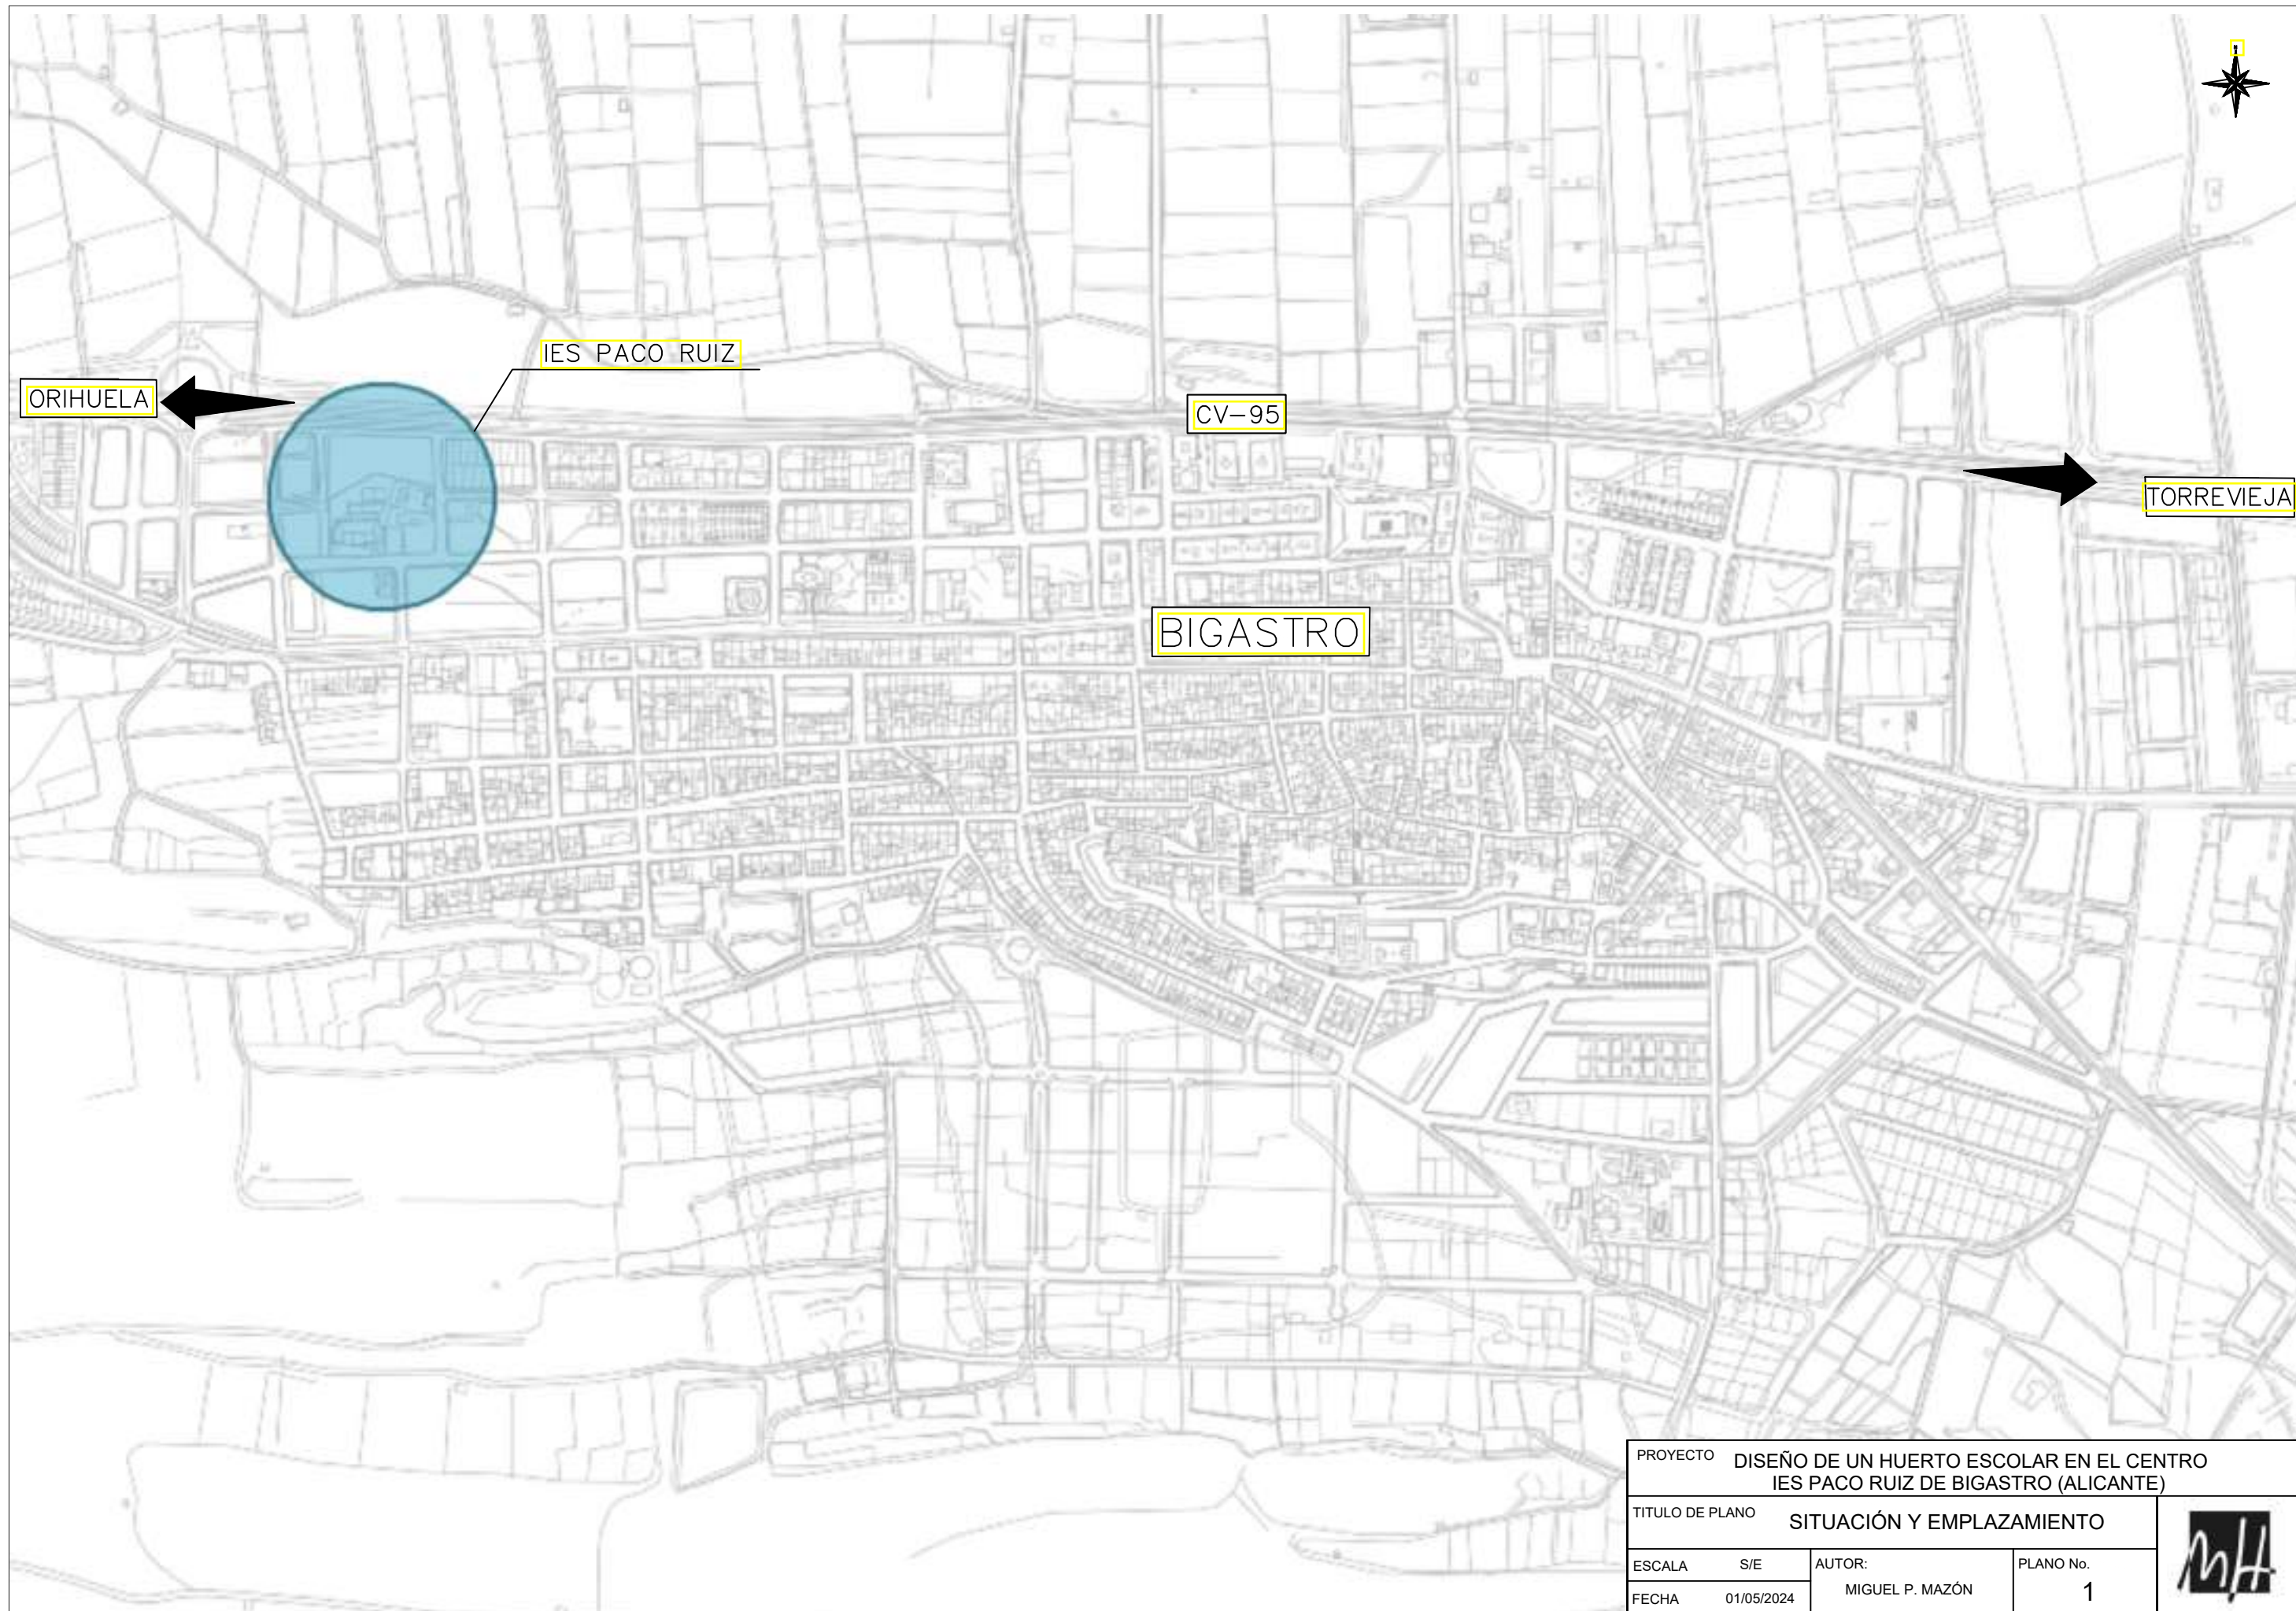 IES PACO RUIZ
ORIHUELA
CV-95
TORREVIEJA
BIGASTRO
PROYECTO DISEÑO DE UN HUERTO ESCOLAR EN EL CENTRO
IES PACO RUIZ DE BIGASTRO (ALICANTE)
TITULO DE PLANO SITUACIÓN Y EMPLAZAMIENTO
ESCALA S/E
AUTOR:
MIGUEL P. MAZÓN
PLANO No.
1
FECHA 01/05/2024
MH